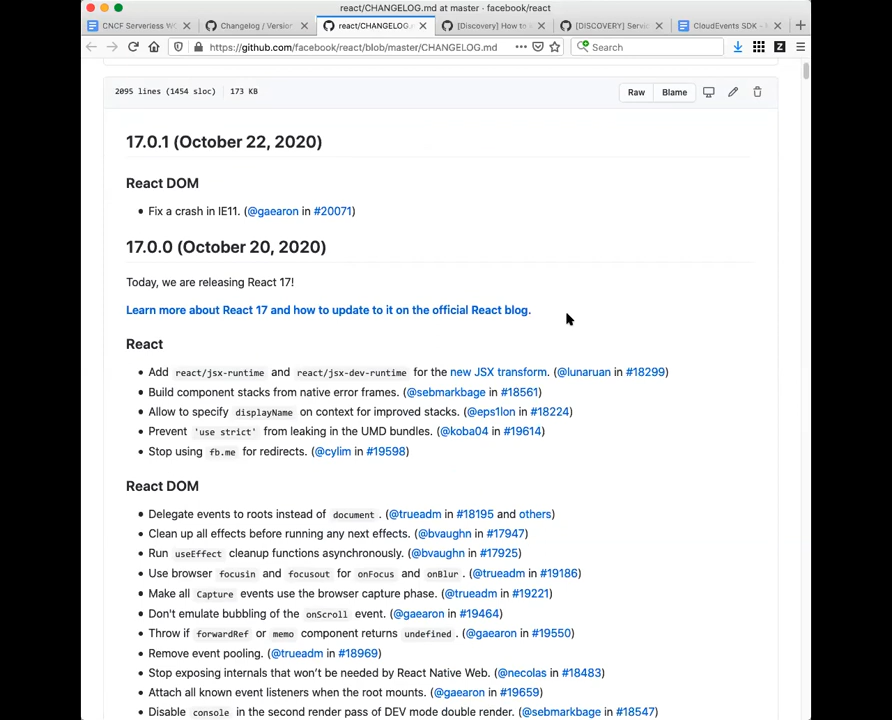 react/CHANGELOG.md at master · facebook/react
CNCF Serverless W
Changelog / Version
react/CHANGELOG.
[Discovery] How to
[DISCOVERY] Servi
CloudEvents SDK -
https://github.com/facebook/react/blob/master/CHANGELOG.md
Search
2095 lines (1454 sloc)
173 KB
Raw
Blame
17.0.1 (October 22, 2020)
React DOM
• Fix a crash in IE11. (@gaearon in #20071)
17.0.0 (October 20, 2020)
Today, we are releasing React 17!
Learn more about React 17 and how to update to it on the official React blog.
React
• Add react/jsx-runtime and react/jsx-dev-runtime for the new JSX transform. (@lunaruan in #18299)
• Build component stacks from native error frames. (@sebmarkbage in #18561)
• Allow to specify displayName on context for improved stacks. (@eps1lon in #18224)
• Prevent 'use strict' from leaking in the UMD bundles. (@koba04 in #19614)
• Stop using fb.me for redirects. (@cylim in #19598)
React DOM
• Delegate events to roots instead of document . (@trueadm in #18195 and others)
• Clean up all effects before running any next effects. (@bvaughn in #17947)
• Run useEffect cleanup functions asynchronously. (@bvaughn in #17925)
• Use browser focusin and focusout for onFocus and onBlur . (@trueadm in #19186)
• Make all Capture events use the browser capture phase. (@trueadm in #19221)
• Don't emulate bubbling of the onScroll event. (@gaearon in #19464)
• Throw if forwardRef or memo component returns undefined . (@gaearon in #19550)
• Remove event pooling. (@trueadm in #18969)
• Stop exposing internals that won't be needed by React Native Web. (@necolas in #18483)
• Attach all known event listeners when the root mounts. (@gaearon in #19659)
• Disable console in the second render pass of DEV mode double render. (@sebmarkbage in #18547)